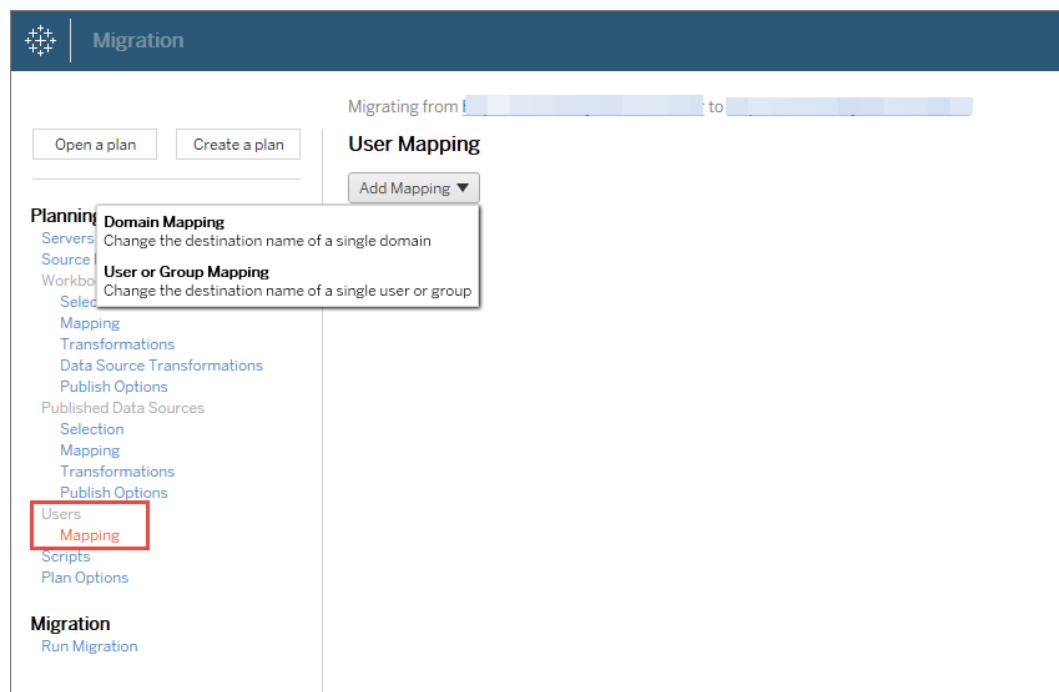 Migration
Migrating from to
Open a plan
Create a plan
User Mapping
Add Mapping ▼
Domain Mapping
Change the destination name of a single domain
User or Group Mapping
Change the destination name of a single user or group
Planning
Servers
Source
Mapping
Transformations
Data Source Transformations
Publish Options
Published Data Sources
Selection
Mapping
Transformations
Publish Options
Users
Mapping
Scripts
Plan Options
Migration
Run Migration